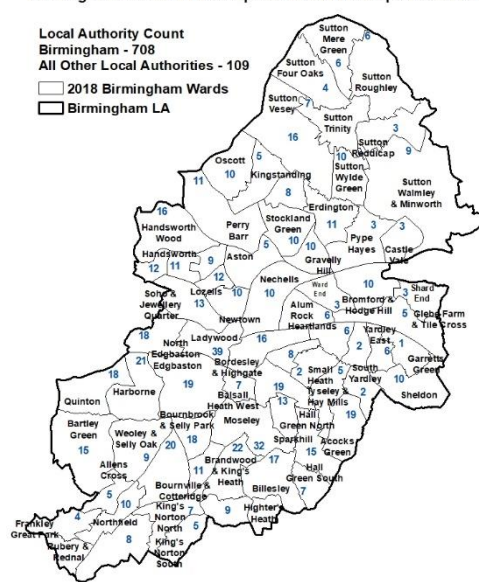 Local Authority Count
Birmingham - 708
All Other Local Authorities - 109
2018 Birmingham Wards
Birmingham LA
Sutton
Mere
Green
6
Sutton
Four Oaks
6
4
Sutton
Roughley
Sutton
Vesey
7
Sutton
Trinity
16
3
Sutton
Reddicap
9
Oscott
10
5
Kingstanding
10
Sutton
Wylde
Green
Sutton
Walmley
& Minworth
11
8
Erdington
11
16
Handsworth
Wood
Perry
Barr
Stockland
Green
5
10
10
Pype
Hayes
3
3
Castle
Vale
Handsworth
12
11
9
12
Aston
Gravelly
Hill
Nechells
10
Ward
End
10
Shard
End
3
Soho &
Jewellery
Quarter
Lozells
13
10
Newtown
Alum
Rock
Heartlands
6
3
Bromford &
Hodge Hill
5
Glebe Farm
& Tile Cross
18
North
Edgbaston
Ladywood
39
16
6
2
Yardley
East
6
1
Garretts
Green
21
Edgbaston
19
Bordesley
& Highgate
7
8
2
Small
Heath
5
South
Yardley
10
Sheldon
18
Harborne
Quinton
Balsall
Heath West
19
Tyseley &
Hay Mills
2
19
Bartley
Green
15
Weoley &
Selly Oak
9
Bournbrook
& Selly Park
20
18
Moseley
13
Hall
Green North
Sparkhill
15
Acocks
Green
Allens
Cross
5
10
11
22
32
Brandwood
& King's
Heath
17
Hall
Green South
7
Billesley
Bournville &
Cotteridge
Frankley
Great Park
4
Northfield
King's
Norton
North
7
5
9
Highter's
Heath
Rubery &
Rednal
8
King's
Norton
South